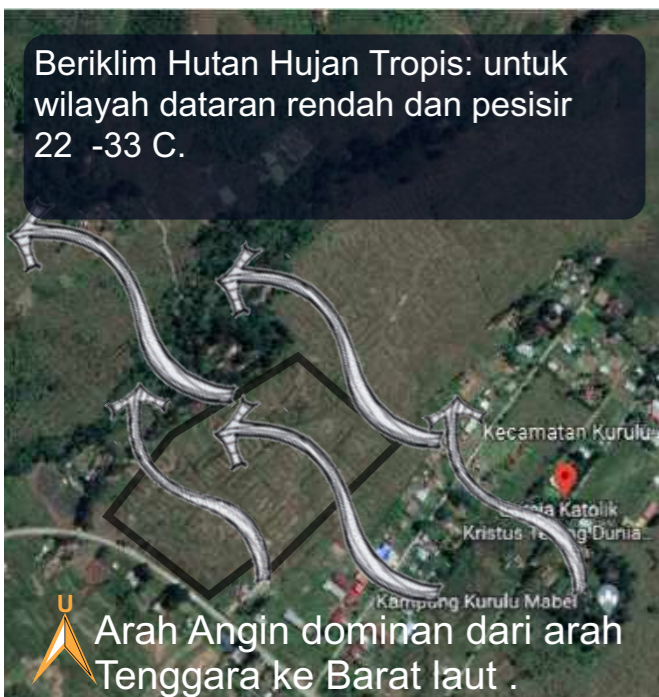 Beriklim Hutan Hujan Tropis: untuk
wilayah dataran rendah dan pesisir
22  -33 C.
Kecamatan Kurulu
Katolik
Kristus
Kampung Kurulu Mabel
U
Arah Angin dominan dari arah
Tenggara ke Barat laut .